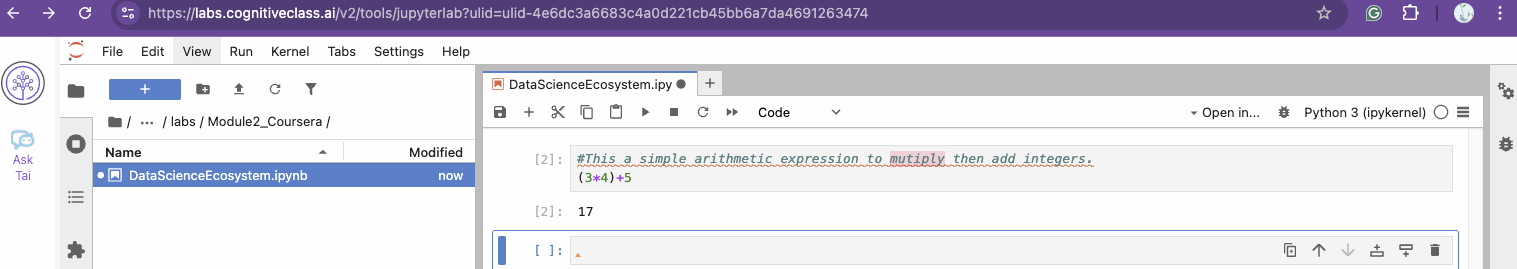 https://labs.cognitiveclass.ai/v2/tools/jupyterlab?ulid=ulid-4e6dc3a6683c4a0d221cb45bb6a7da4691263474
File Edit View Run Kernel Tabs Settings Help
Ask
Tai
+
/ ... / labs / Module2_Coursera /
Name Modified
DataScienceEcosystem.ipynb now
DataScienceEcosystem.ipy
Code
Open in...
Python 3 (ipykernel)
[2]: #This a simple arithmetic expression to mutiply then add integers.
(3*4)+5
[2]: 17
[ ]: